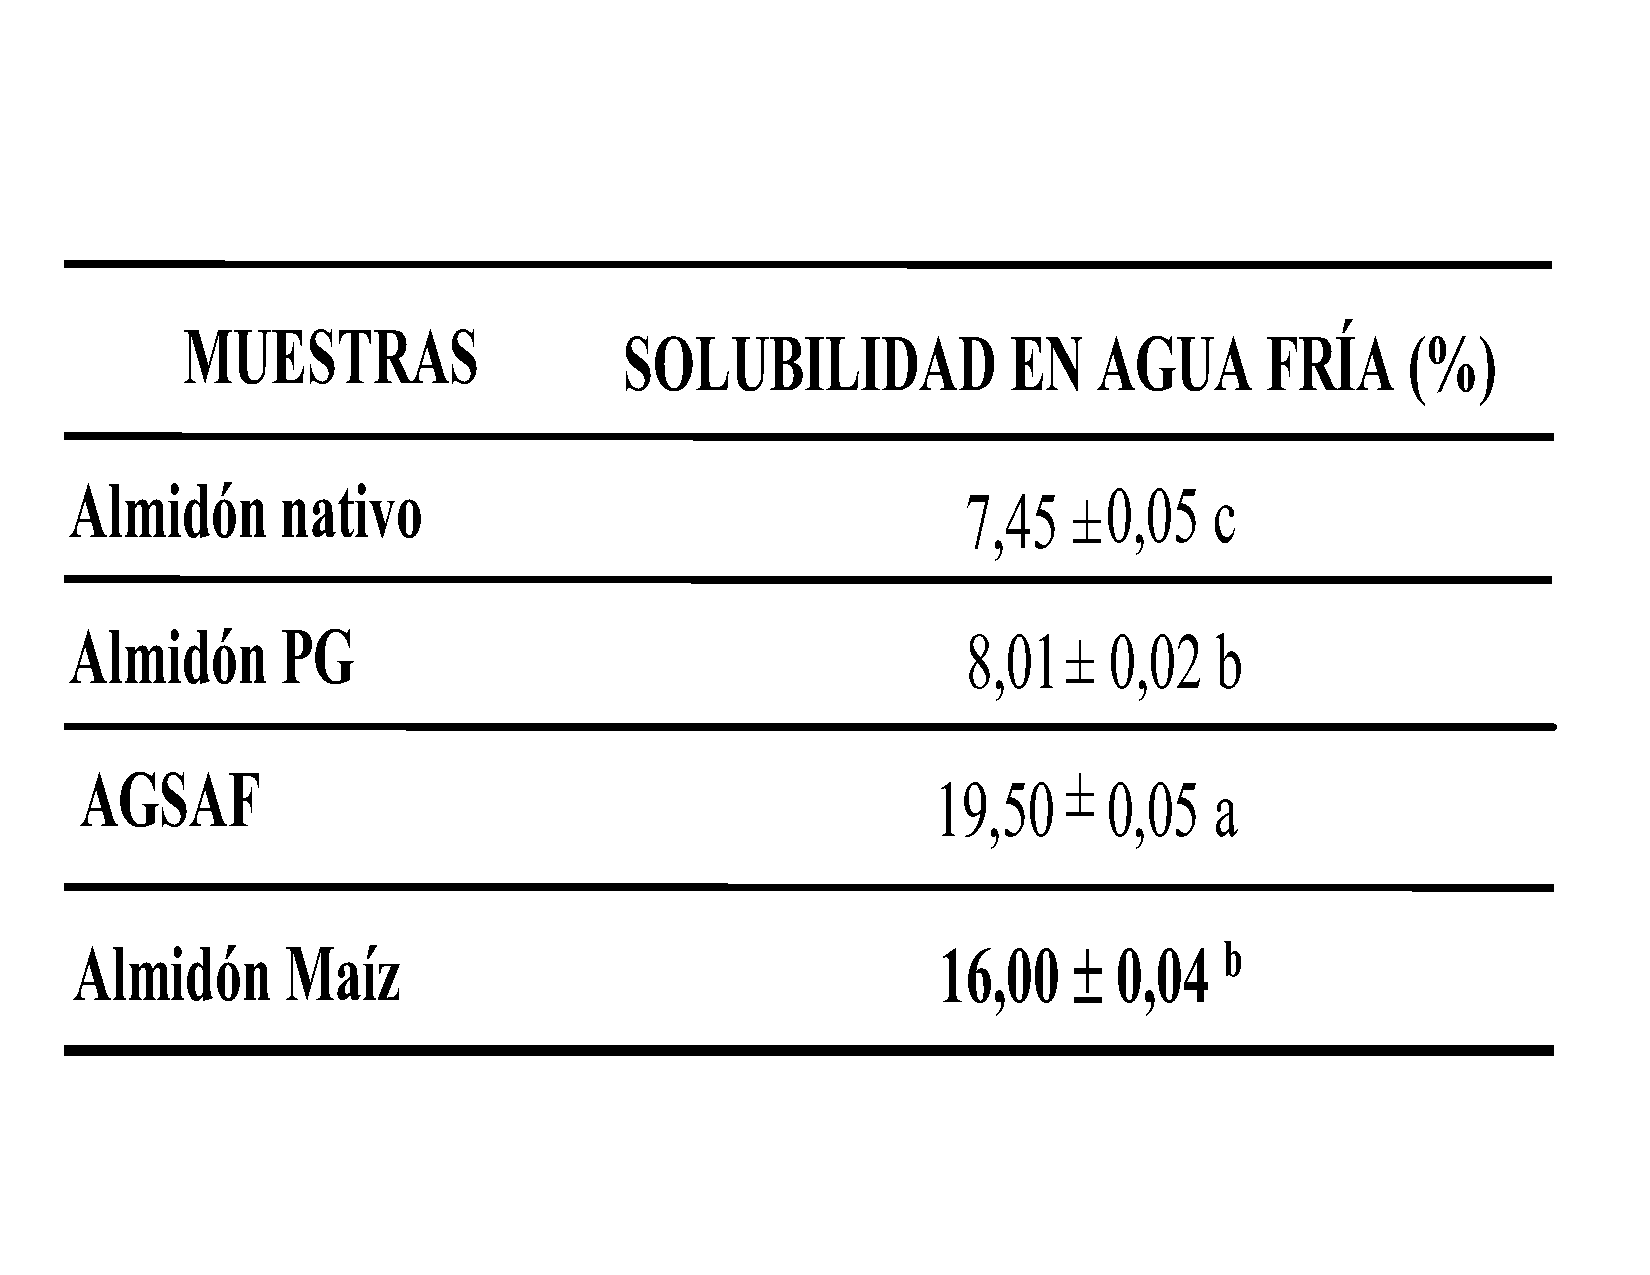 MUESTRAS SOLUBILIDAD EN AGUA FRÍA (%)
Almidón nativo 7,45 ±0,05 c
Almidón PG 8,01± 0,02 b
AGSAF 19,50 ± 0,05 a
Almidón Maíz 16,00 ± 0,04 b